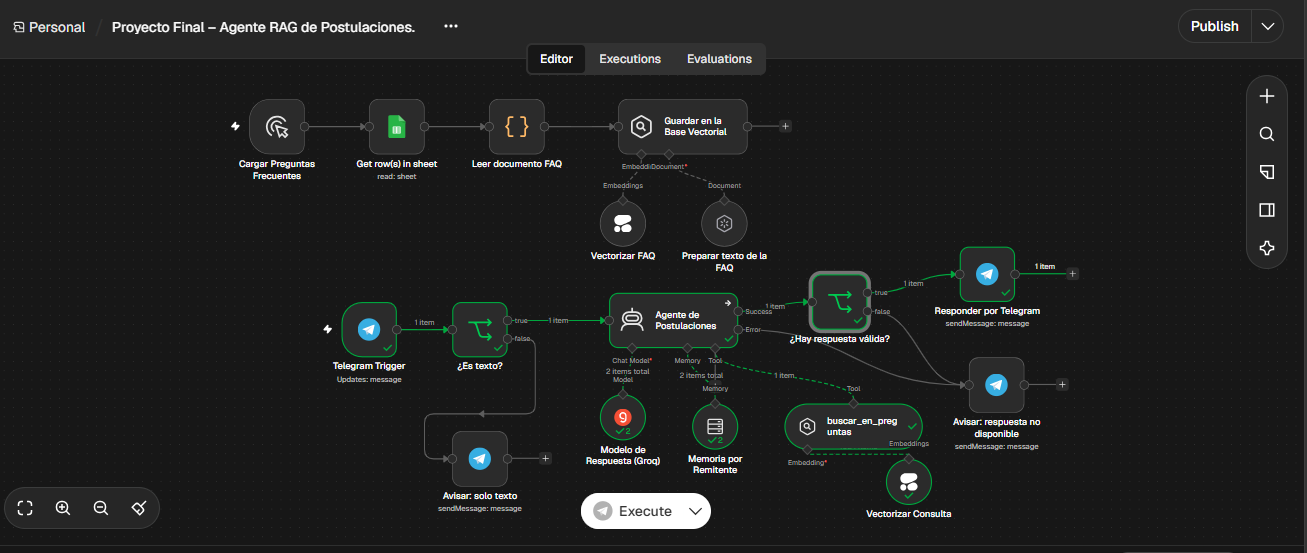 Personal / Proyecto Final – Agente RAG de Postulaciones. ...
Publish
Editor Executions Evaluations
Cargar Preguntas
Frecuentes
Get row(s) in sheet
read: sheet
Leer documento FAQ
Guardar en la
Base Vectorial
Embeddi
Document*
Embeddings
Document
Vectorizar FAQ
Preparar texto de la
FAQ
Telegram Trigger
Updates: message
1 item
¿Es texto?
true
false
1 item
Agente de
Postulaciones
Success
Error
1 item
Chat Model*
2 items total
Model
Memory
2 items total
Memory
Tool
1 item
Tool
¿Hay respuesta válida?
true
false
1 item
Responder por Telegram
sendMessage: message
1 item
Avisar: respuesta no
disponible
sendMessage: message
Avisar: solo texto
sendMessage: message
2
Modelo de
Respuesta (Groq)
2
Memoria por
Remitente
buscar_en_preg
untas
Embeddings
Embedding*
Vectorizar Consulta
Execute